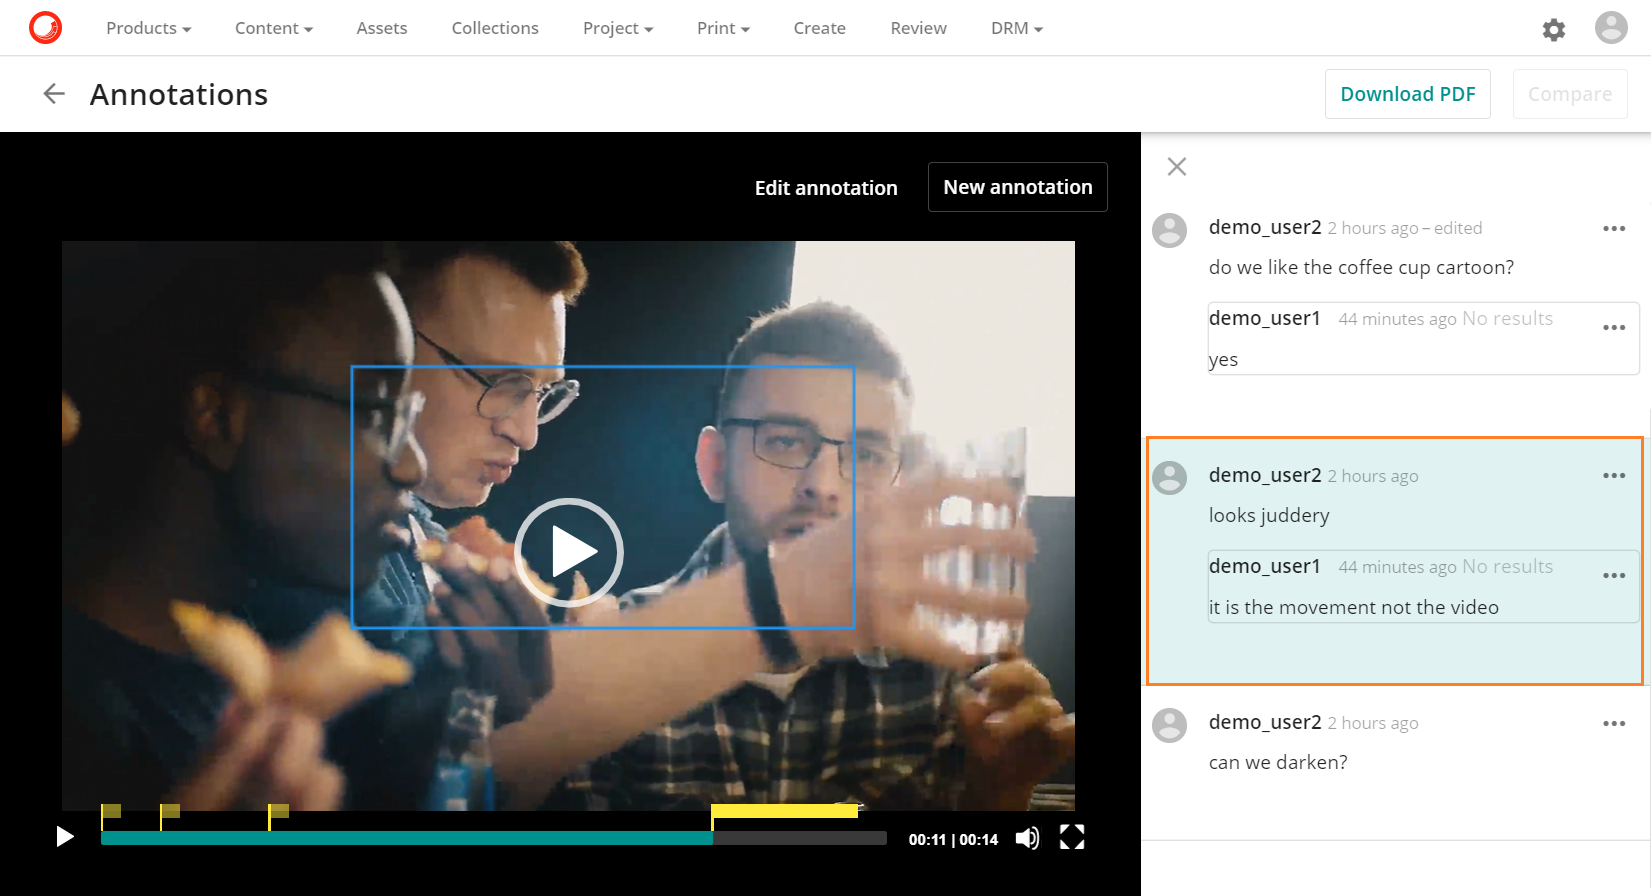 Products Content Assets Collections Project Print Create Review DRM
Annotations
Download PDF Compare
Edit annotation New annotation
00:11 | 00:14
demo_user2 2 hours ago – edited
do we like the coffee cup cartoon?
demo_user1 44 minutes ago No results
yes
demo_user2 2 hours ago
looks juddery
demo_user1 44 minutes ago No results
it is the movement not the video
demo_user2 2 hours ago
can we darken?